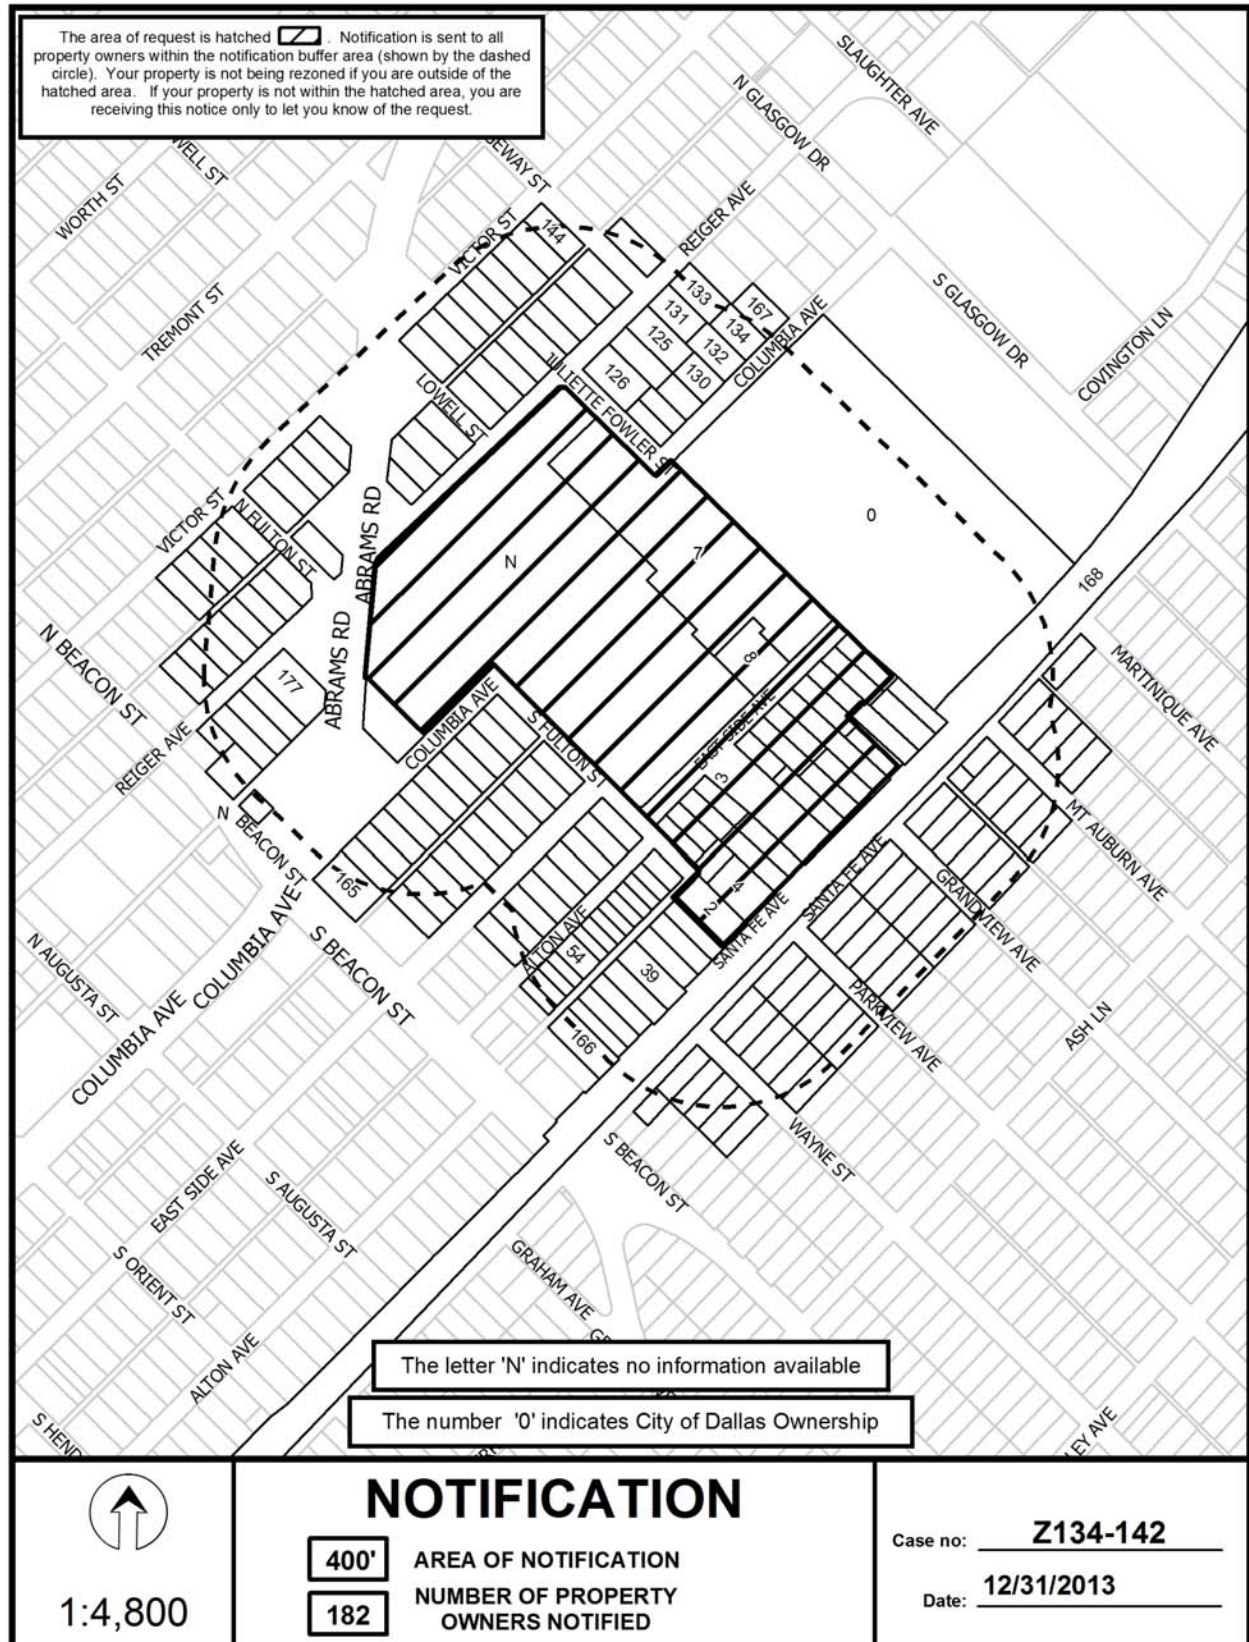 The area of request is hatched . Notification is sent to all
property owners within the notification buffer area (shown by the dashed
circle). Your property is not being rezoned if you are outside of the
hatched area. If your property is not within the hatched area, you are
receiving this notice only to let you know of the request.
SLAUGHTER AVE
N GLASGOW DR
WORTH ST
VICTOR ST
144
REIGER AVE
TREMONT ST
133
167
131
134
125
132
130
126
COLUMBIA AVE
S GLASGOW DR
COVINGTON LN
JULIETTE FOWLER ST
LOWELL ST
VICTOR ST
N FULTON ST
ABRAMS RD
0
N
7
168
N BEACON ST
ABRAMS RD
177
8
MARTINIQUE AVE
REIGER AVE
COLUMBIA AVE
S FULTON ST
EAST SIDE AVE
3
N
BEACON ST
165
MT AUBURN AVE
SANTA FE AVE
GRANDVIEW AVE
4
2
SANTA FE AVE
N AUGUSTA ST
COLUMBIA AVE
S BEACON ST
ALTON AVE
54
39
PARKVIEW AVE
ASH LN
COLUMBIA AVE
166
WAYNE ST
S BEACON ST
EAST SIDE AVE
S AUGUSTA ST
S ORIENT ST
GRAHAM AVE
ALTON AVE
The letter 'N' indicates no information available
The number '0' indicates City of Dallas Ownership
1:4,800
NOTIFICATION
400' AREA OF NOTIFICATION
182 NUMBER OF PROPERTY
OWNERS NOTIFIED
Case no: Z134-142
Date: 12/31/2013